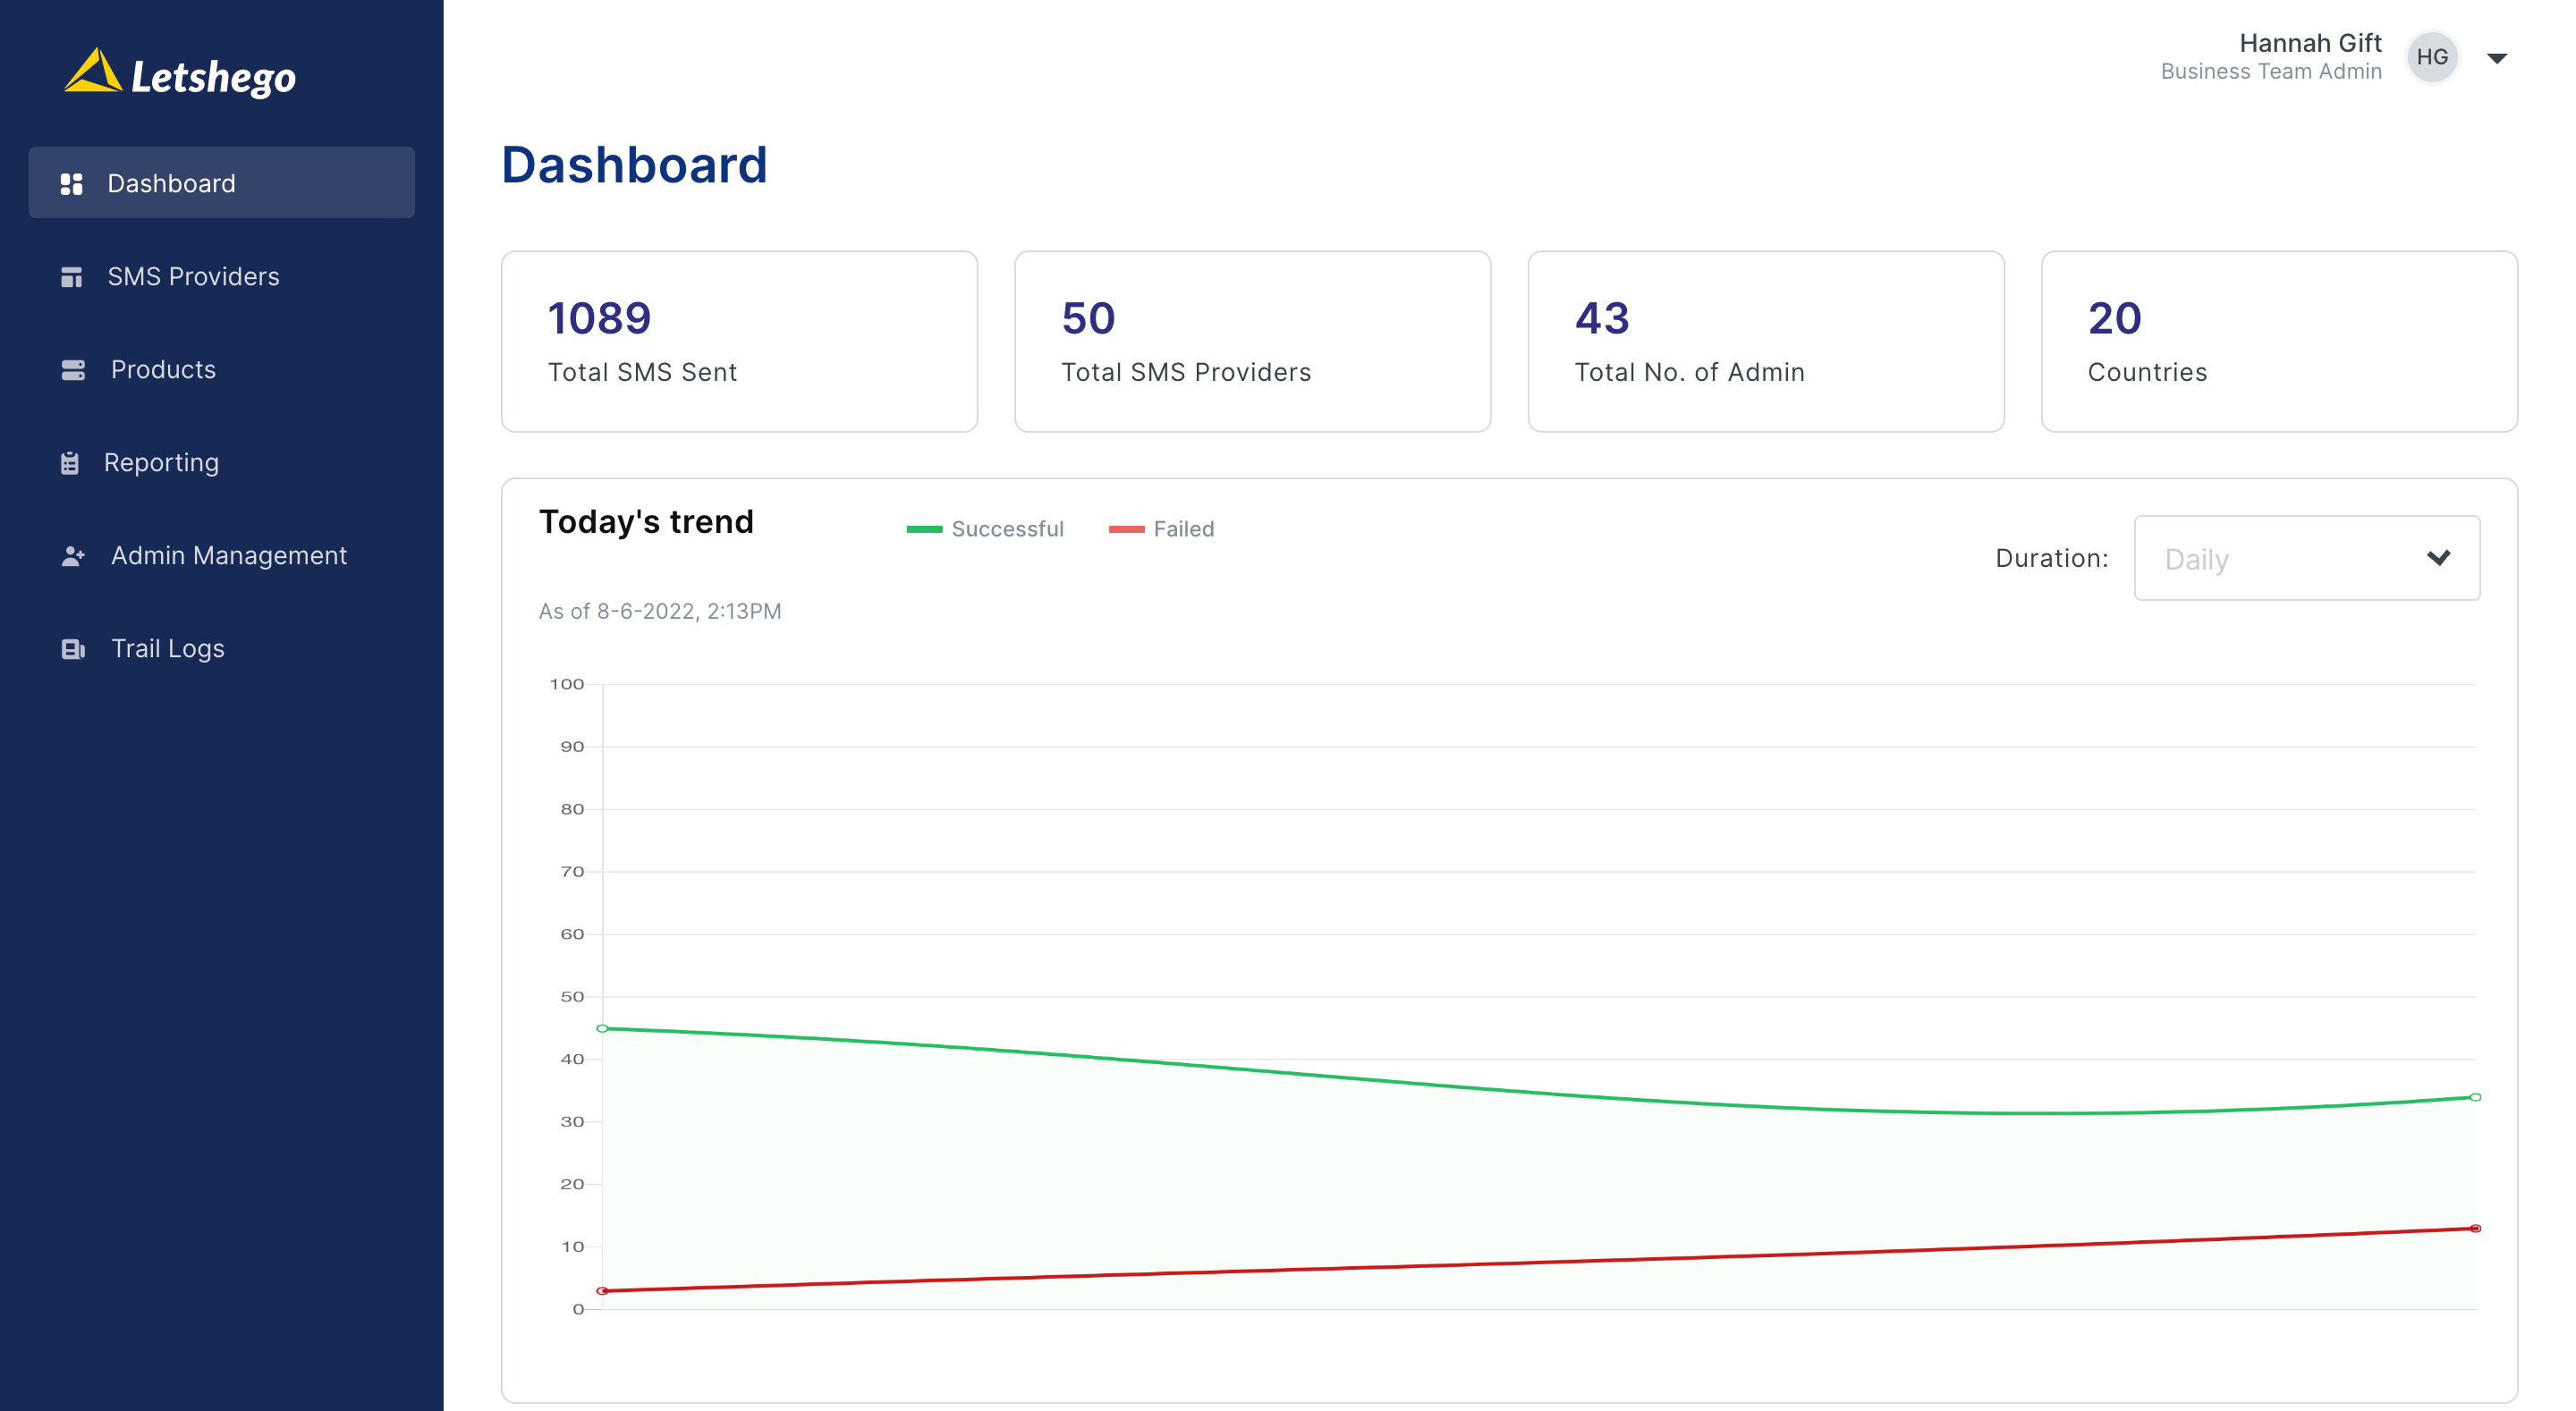 Letshego
Dashboard
SMS Providers
Products
Reporting
Admin Management
Trail Logs
Hannah Gift
Business Team Admin
HG
Dashboard
1089
Total SMS Sent
50
Total SMS Providers
43
Total No. of Admin
20
Countries
Today's trend
Successful
Failed
Duration:
Daily
As of 8-6-2022, 2:13PM
100
90
80
70
60
50
40
30
20
10
0